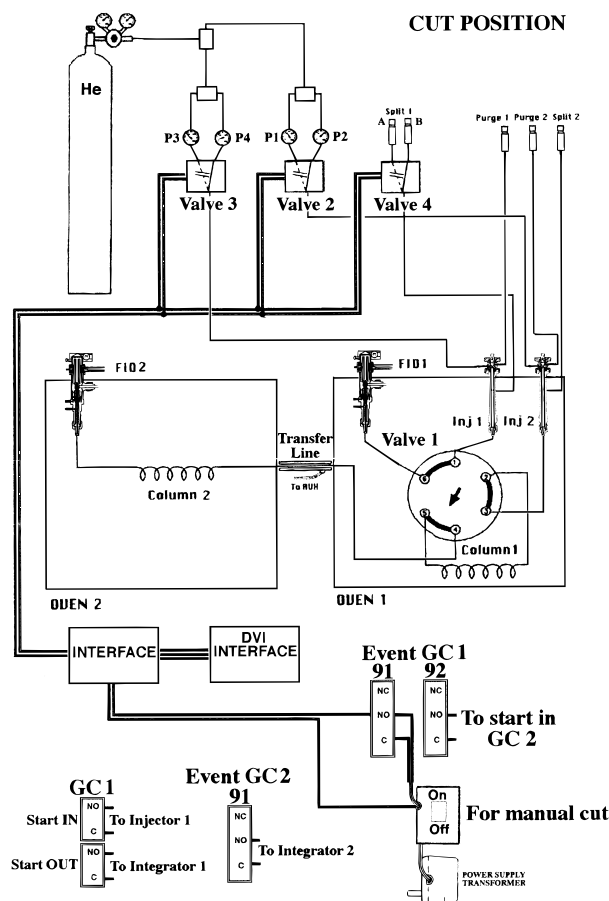 CUT POSITION
He
Split 1
A B
Purge 1 Purge 2 Split 2
P3 P4 P1 P2
Valve 3 Valve 2 Valve 4
FID2
FID1
Inj 1 Inj 2
Valve 1
Transfer
Line
To AUX
Column 2
1
6 2
5 3
4
Column1
OVEN 2
OVEN 1
INTERFACE
DVI
INTERFACE
Event GC 1
91 92
NC
NO
C
NC
NO
C
To start in
GC 2
GC 1
Start IN
NO
C
To Injector 1
Start OUT
NO
C
To Integrator 1
Event GC2
91
NC
NO
C
To Integrator 2
On
Off
For manual cut
POWER SUPPLY
TRANSFORMER